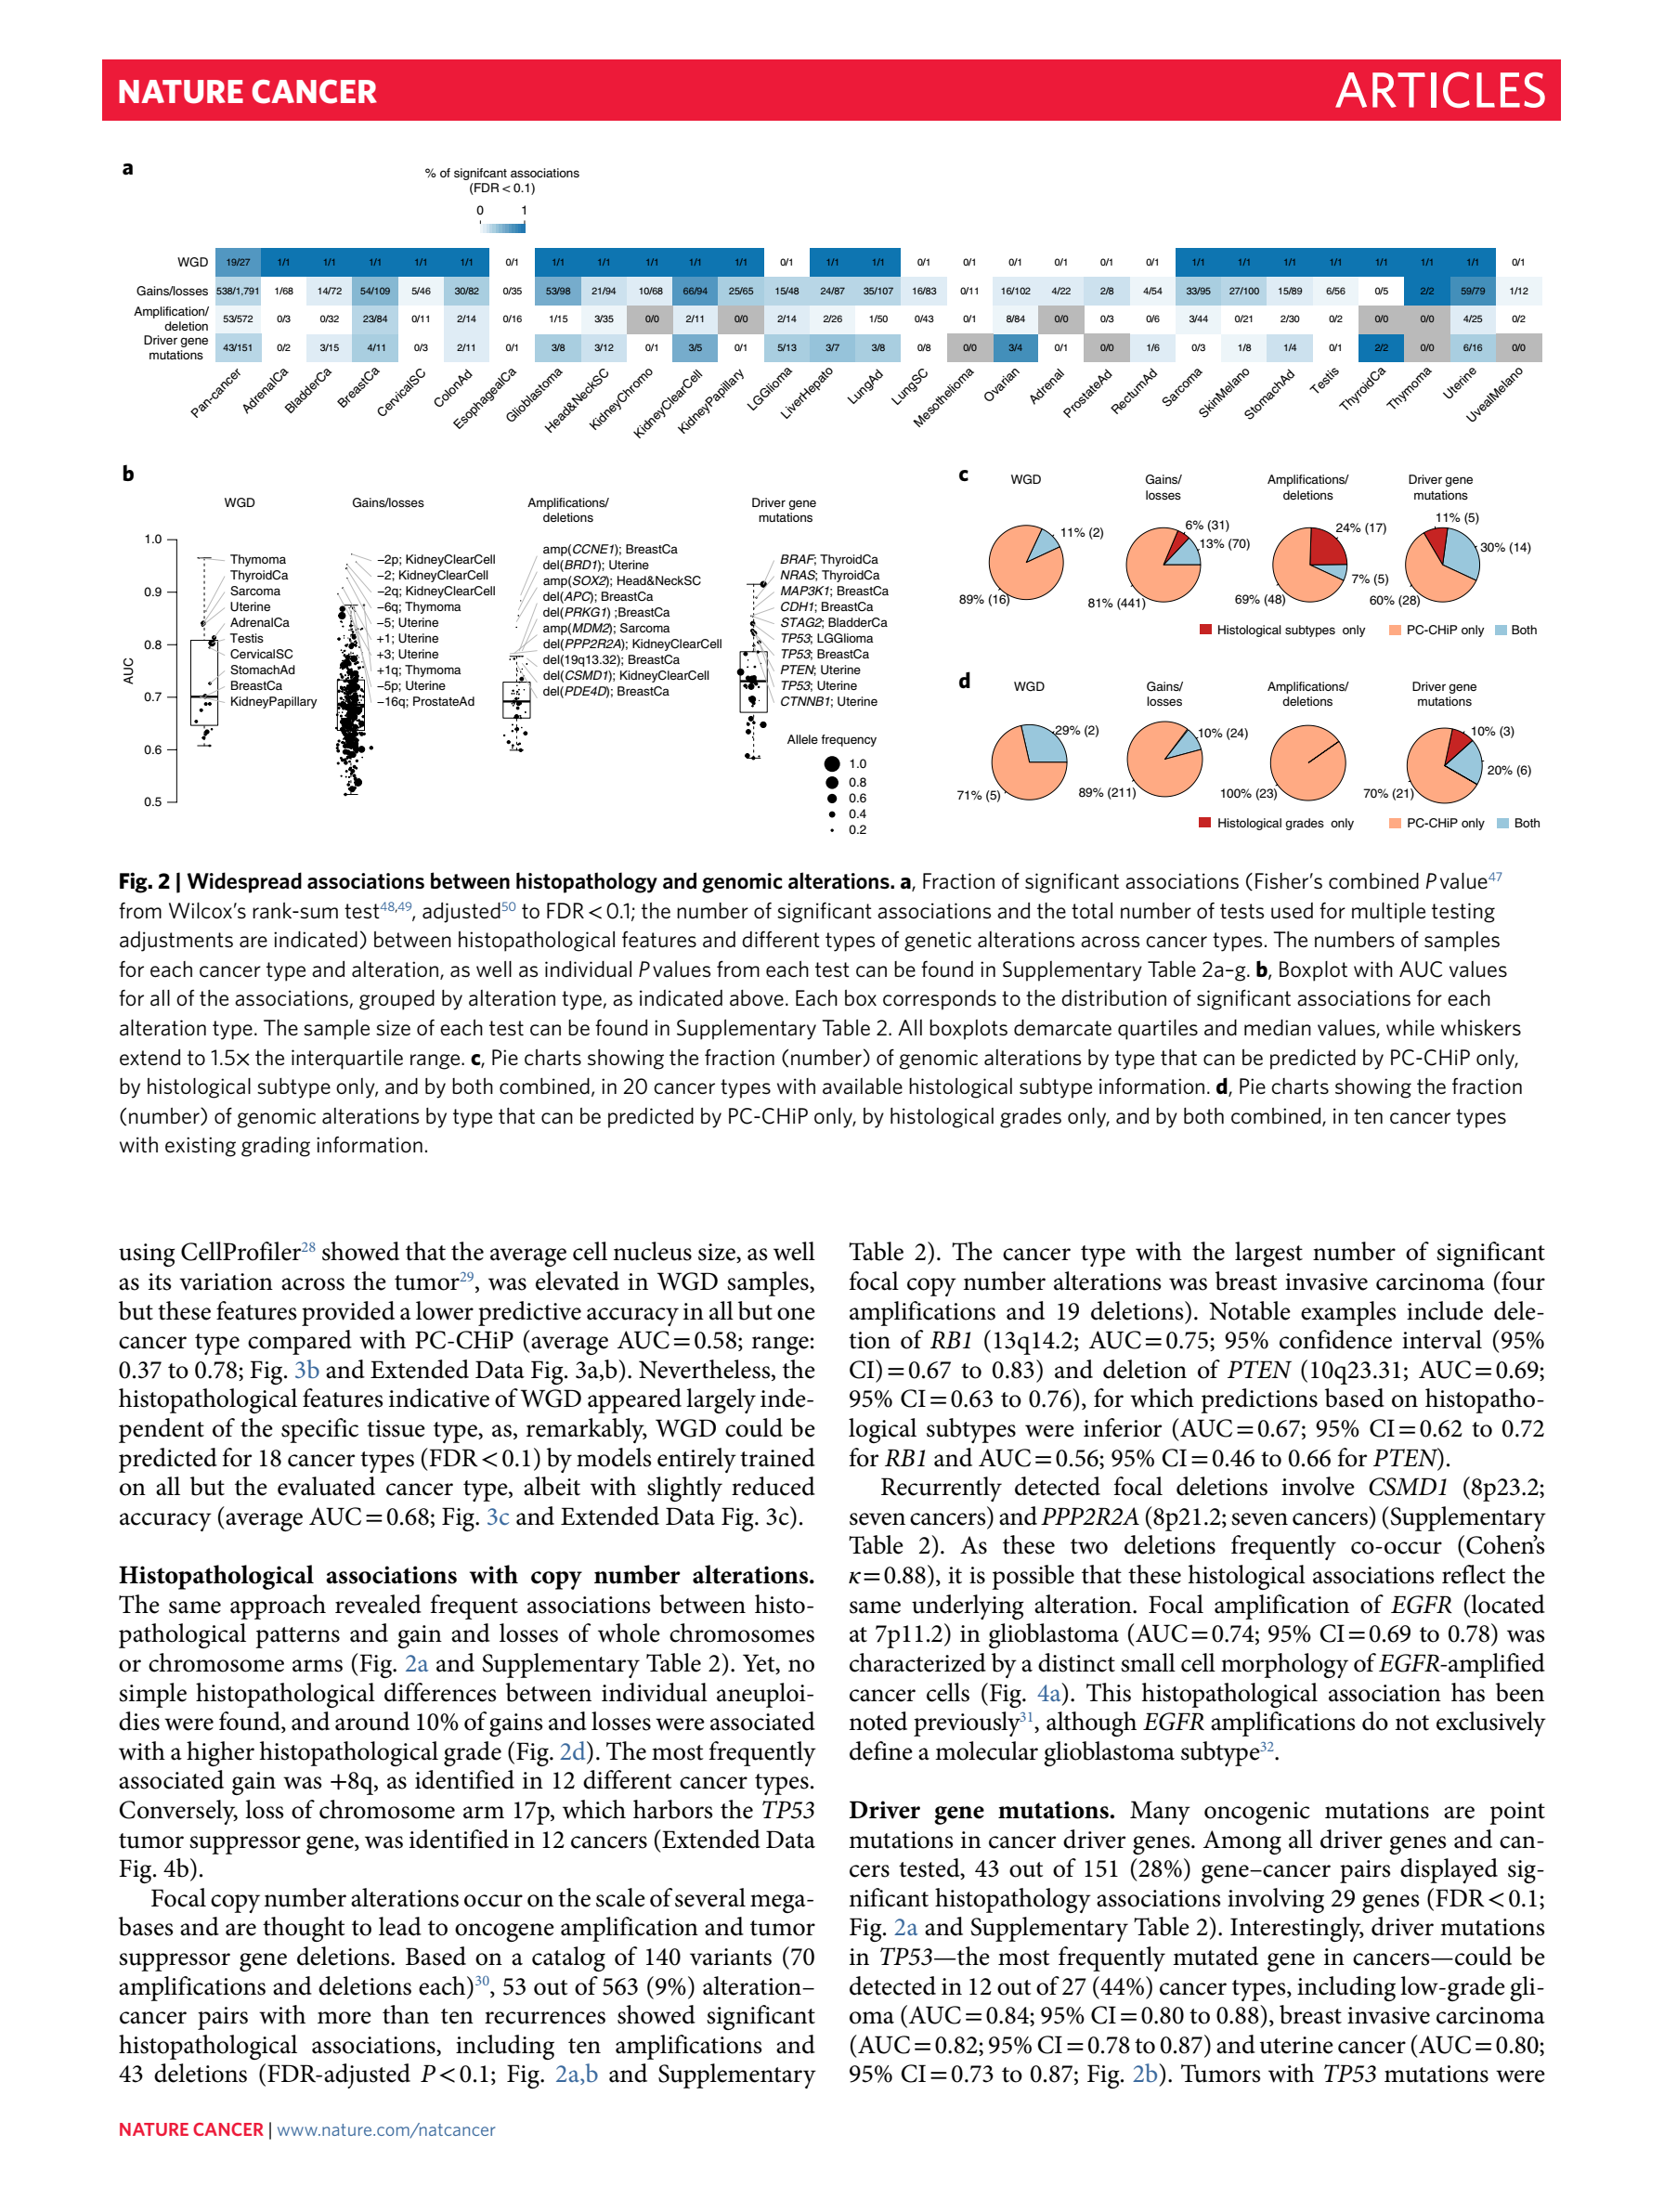 NATURE CANCER
ARTICLES
a
% of signifcant associations
(FDR < 0.1)
0 1
WGD 19/27 1/1 1/1 1/1 1/1 1/1 0/1 1/1 1/1 1/1 1/1 1/1 0/1 1/1 1/1 0/1 0/1 0/1 0/1 0/1 0/1 1/1 1/1 1/1 1/1 1/1 1/1 1/1 0/1
Gains/losses 538/1,791 1/68 14/72 54/109 5/46 30/82 0/35 53/98 21/94 10/68 66/94 25/65 15/48 24/87 35/107 16/83 0/11 16/102 4/22 2/8 4/54 33/95 27/100 15/89 6/56 0/5 2/2 59/79 1/12
Amplification/
deletion 53/572 0/3 0/32 23/84 0/11 2/14 0/16 1/15 3/35 0/0 2/11 0/0 2/14 2/26 1/50 0/43 0/1 8/84 0/0 0/3 0/6 3/44 0/21 2/30 0/2 0/0 0/0 4/25 0/2
Driver gene
mutations 43/151 0/2 3/15 4/11 0/3 2/11 0/1 3/8 3/12 0/1 3/5 0/1 5/13 3/7 3/8 0/8 0/0 3/4 0/1 0/0 1/6 0/3 1/8 1/4 0/1 2/2 0/0 6/16 0/0
Pan-cancer AdrenalCa BladderCa BreastCa CervicalSC ColonAd EsophagealCa Glioblastoma Head&NeckSC KidneyChromo KidneyClearCell KidneyPapillary LGGlioma LiverHepato LungAd LungSC Mesothelioma Ovarian Adrenal ProstateAd RectumAd Sarcoma SkinMelano StomachAd Testis ThyroidCa Thymoma Uterine UvealMelano
b
WGD
Gains/losses
Amplifications/
deletions
Driver gene
mutations
AUC
1.0
0.9
0.8
0.7
0.6
0.5
Thymoma
ThyroidCa
Sarcoma
Uterine
AdrenalCa
Testis
CervicalSC
StomachAd
BreastCa
KidneyPapillary
−2p; KidneyClearCell
−2; KidneyClearCell
−2q; KidneyClearCell
−6q; Thymoma
−5; Uterine
+1; Uterine
+3; Uterine
+1q; Thymoma
−5p; Uterine
−16q; ProstateAd
amp(CCNE1); BreastCa
del(BRD1); Uterine
amp(SOX2); Head&NeckSC
del(APC); BreastCa
del(PRKG1) ;BreastCa
amp(MDM2); Sarcoma
del(PPP2R2A); KidneyClearCell
del(19q13.32); BreastCa
del(CSMD1); KidneyClearCell
del(PDE4D); BreastCa
BRAF; ThyroidCa
NRAS; ThyroidCa
MAP3K1; BreastCa
CDH1; BreastCa
STAG2; BladderCa
TP53; LGGlioma
TP53; BreastCa
PTEN; Uterine
TP53; Uterine
CTNNB1; Uterine
Allele frequency
1.0
0.8
0.6
0.4
0.2
c
WGD
Gains/
losses
Amplifications/
deletions
Driver gene
mutations
11% (2)
89% (16)
6% (31)
13% (70)
81% (441)
24% (17)
7% (5)
69% (48)
11% (5)
30% (14)
60% (28)
Histological subtypes only PC-CHiP only Both
d
WGD
Gains/
losses
Amplifications/
deletions
Driver gene
mutations
29% (2)
71% (5)
10% (24)
89% (211)
100% (23)
10% (3)
20% (6)
70% (21)
Histological grades only PC-CHiP only Both
Fig. 2 | Widespread associations between histopathology and genomic alterations. a, Fraction of significant associations (Fisher's combined P value47
from Wilcox's rank-sum test48,49, adjusted50 to FDR < 0.1; the number of significant associations and the total number of tests used for multiple testing
adjustments are indicated) between histopathological features and different types of genetic alterations across cancer types. The numbers of samples
for each cancer type and alteration, as well as individual P values from each test can be found in Supplementary Table 2a–g. b, Boxplot with AUC values
for all of the associations, grouped by alteration type, as indicated above. Each box corresponds to the distribution of significant associations for each
alteration type. The sample size of each test can be found in Supplementary Table 2. All boxplots demarcate quartiles and median values, while whiskers
extend to 1.5× the interquartile range. c, Pie charts showing the fraction (number) of genomic alterations by type that can be predicted by PC-CHiP only,
by histological subtype only, and by both combined, in 20 cancer types with available histological subtype information. d, Pie charts showing the fraction
(number) of genomic alterations by type that can be predicted by PC-CHiP only, by histological grades only, and by both combined, in ten cancer types
with existing grading information.
using CellProfiler28 showed that the average cell nucleus size, as well
as its variation across the tumor29, was elevated in WGD samples,
but these features provided a lower predictive accuracy in all but one
cancer type compared with PC-CHiP (average AUC = 0.58; range:
0.37 to 0.78; Fig. 3b and Extended Data Fig. 3a,b). Nevertheless, the
histopathological features indicative of WGD appeared largely inde-
pendent of the specific tissue type, as, remarkably, WGD could be
predicted for 18 cancer types (FDR < 0.1) by models entirely trained
on all but the evaluated cancer type, albeit with slightly reduced
accuracy (average AUC = 0.68; Fig. 3c and Extended Data Fig. 3c).
Histopathological associations with copy number alterations.
The same approach revealed frequent associations between histo-
pathological patterns and gain and losses of whole chromosomes
or chromosome arms (Fig. 2a and Supplementary Table 2). Yet, no
simple histopathological differences between individual aneuploi-
dies were found, and around 10% of gains and losses were associated
with a higher histopathological grade (Fig. 2d). The most frequently
associated gain was +8q, as identified in 12 different cancer types.
Conversely, loss of chromosome arm 17p, which harbors the TP53
tumor suppressor gene, was identified in 12 cancers (Extended Data
Fig. 4b).
Focal copy number alterations occur on the scale of several mega-
bases and are thought to lead to oncogene amplification and tumor
suppressor gene deletions. Based on a catalog of 140 variants (70
amplifications and deletions each)30, 53 out of 563 (9%) alteration–
cancer pairs with more than ten recurrences showed significant
histopathological associations, including ten amplifications and
43 deletions (FDR-adjusted P < 0.1; Fig. 2a,b and Supplementary
Table 2). The cancer type with the largest number of significant
focal copy number alterations was breast invasive carcinoma (four
amplifications and 19 deletions). Notable examples include dele-
tion of RB1 (13q14.2; AUC = 0.75; 95% confidence interval (95%
CI) = 0.67 to 0.83) and deletion of PTEN (10q23.31; AUC = 0.69;
95% CI = 0.63 to 0.76), for which predictions based on histopatho-
logical subtypes were inferior (AUC = 0.67; 95% CI = 0.62 to 0.72
for RB1 and AUC = 0.56; 95% CI = 0.46 to 0.66 for PTEN).
Recurrently detected focal deletions involve CSMD1 (8p23.2;
seven cancers) and PPP2R2A (8p21.2; seven cancers) (Supplementary
Table 2). As these two deletions frequently co-occur (Cohen's
κ = 0.88), it is possible that these histological associations reflect the
same underlying alteration. Focal amplification of EGFR (located
at 7p11.2) in glioblastoma (AUC = 0.74; 95% CI = 0.69 to 0.78) was
characterized by a distinct small cell morphology of EGFR-amplified
cancer cells (Fig. 4a). This histopathological association has been
noted previously31, although EGFR amplifications do not exclusively
define a molecular glioblastoma subtype32.
Driver gene mutations. Many oncogenic mutations are point
mutations in cancer driver genes. Among all driver genes and can-
cers tested, 43 out of 151 (28%) gene–cancer pairs displayed sig-
nificant histopathology associations involving 29 genes (FDR < 0.1;
Fig. 2a and Supplementary Table 2). Interestingly, driver mutations
in TP53—the most frequently mutated gene in cancers—could be
detected in 12 out of 27 (44%) cancer types, including low-grade gli-
oma (AUC = 0.84; 95% CI = 0.80 to 0.88), breast invasive carcinoma
(AUC = 0.82; 95% CI = 0.78 to 0.87) and uterine cancer (AUC = 0.80;
95% CI = 0.73 to 0.87; Fig. 2b). Tumors with TP53 mutations were
NATURE CANCER | www.nature.com/natcancer